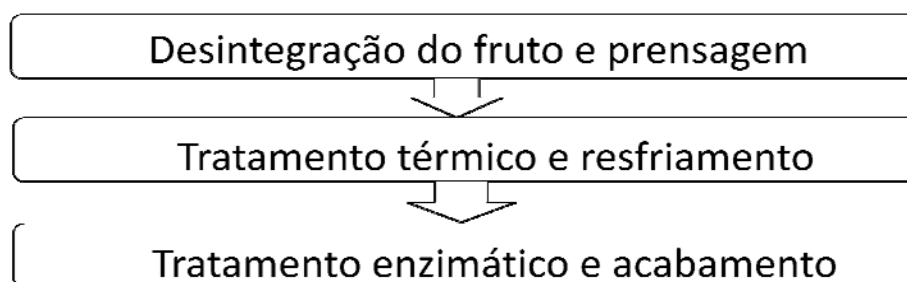 Desintegração do fruto e prensagem
Tratamento térmico e resfriamento
Tratamento enzimático e acabamento